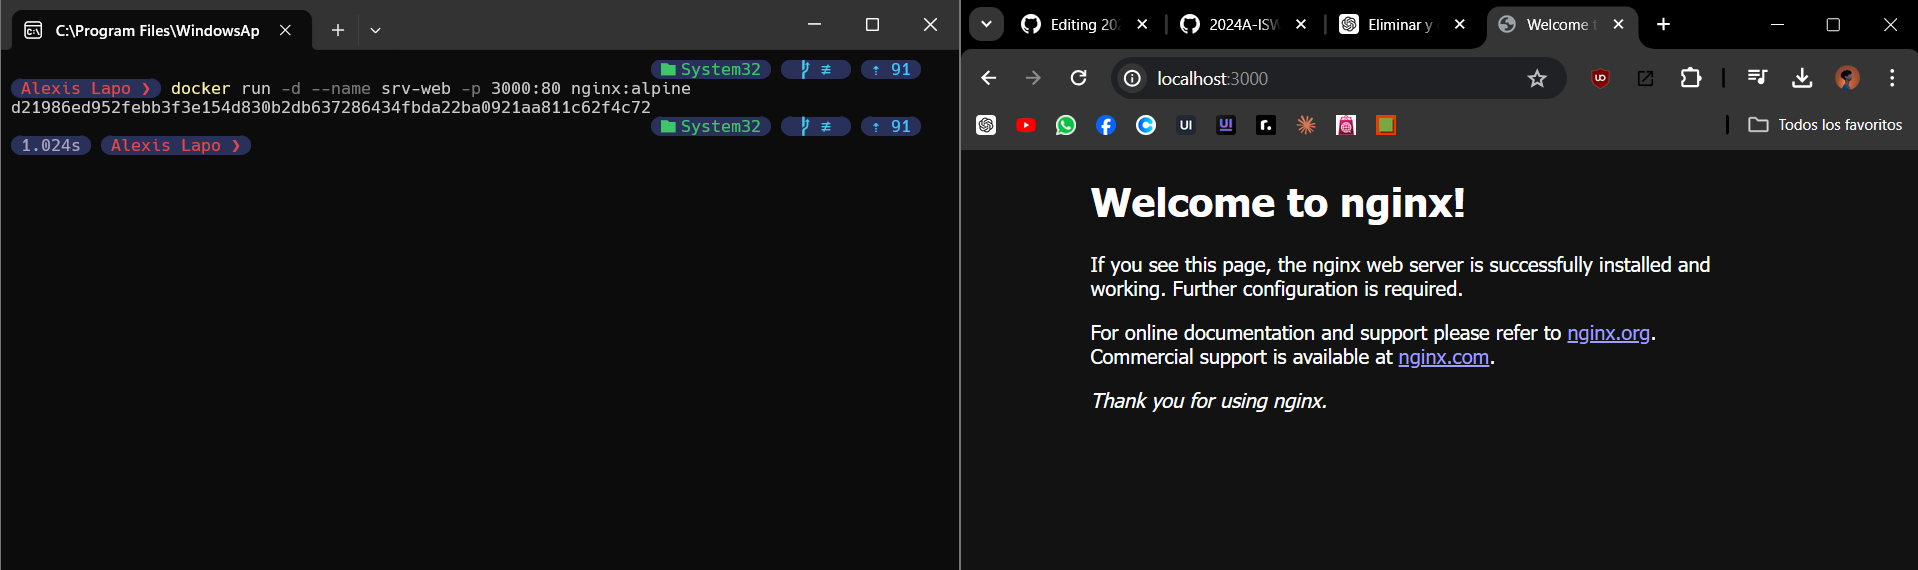 C:\Program Files\WindowsAp
System32 91
Alexis Lapo ❯ docker run -d --name srv-web -p 3000:80 nginx:alpine
d21986ed952febb3f3e154d830b2db637286434fbda22ba0921aa811c62f4c72
System32 91
1.024s Alexis Lapo ❯
Editing 202 2024A-ISW Eliminar y Welcome t
localhost:3000
UI UI r.
Todos los favoritos
Welcome to nginx!
If you see this page, the nginx web server is successfully installed and
working. Further configuration is required.
For online documentation and support please refer to nginx.org.
Commercial support is available at nginx.com.
Thank you for using nginx.